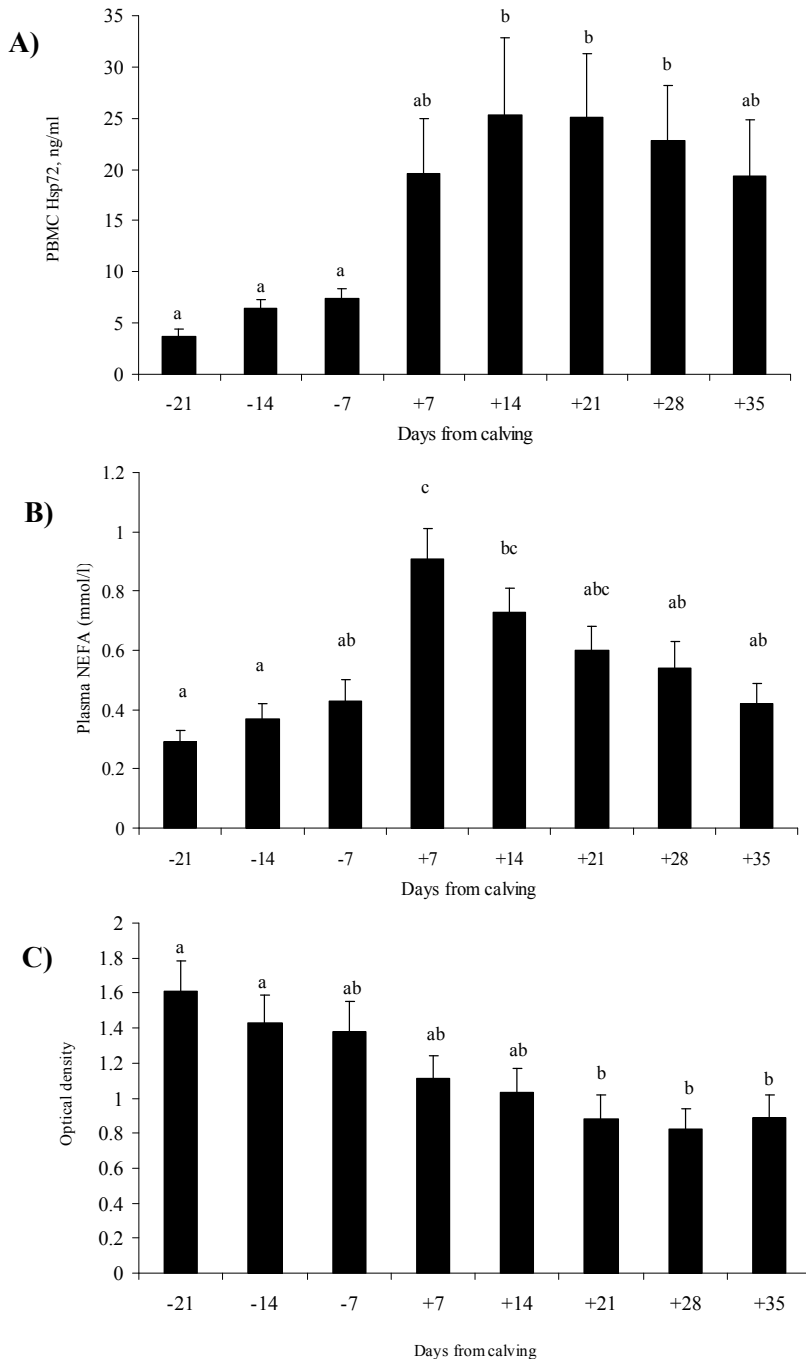 A)
PBMC Hsp72, ng/ml
35
30
25
20
15
10
5
0
a
a
a
ab
b
b
b
ab
-21 -14 -7 +7 +14 +21 +28 +35
Days from calving
B)
Plasma NEFA (mmol/l)
1.2
1
0.8
0.6
0.4
0.2
0
a
a
ab
c
bc
abc
ab
ab
-21 -14 -7 +7 +14 +21 +28 +35
Days from calving
C)
Optical density
2
1.8
1.6
1.4
1.2
1
0.8
0.6
0.4
0.2
0
a
a
ab
ab
ab
b
b
b
-21 -14 -7 +7 +14 +21 +28 +35
Days from calving